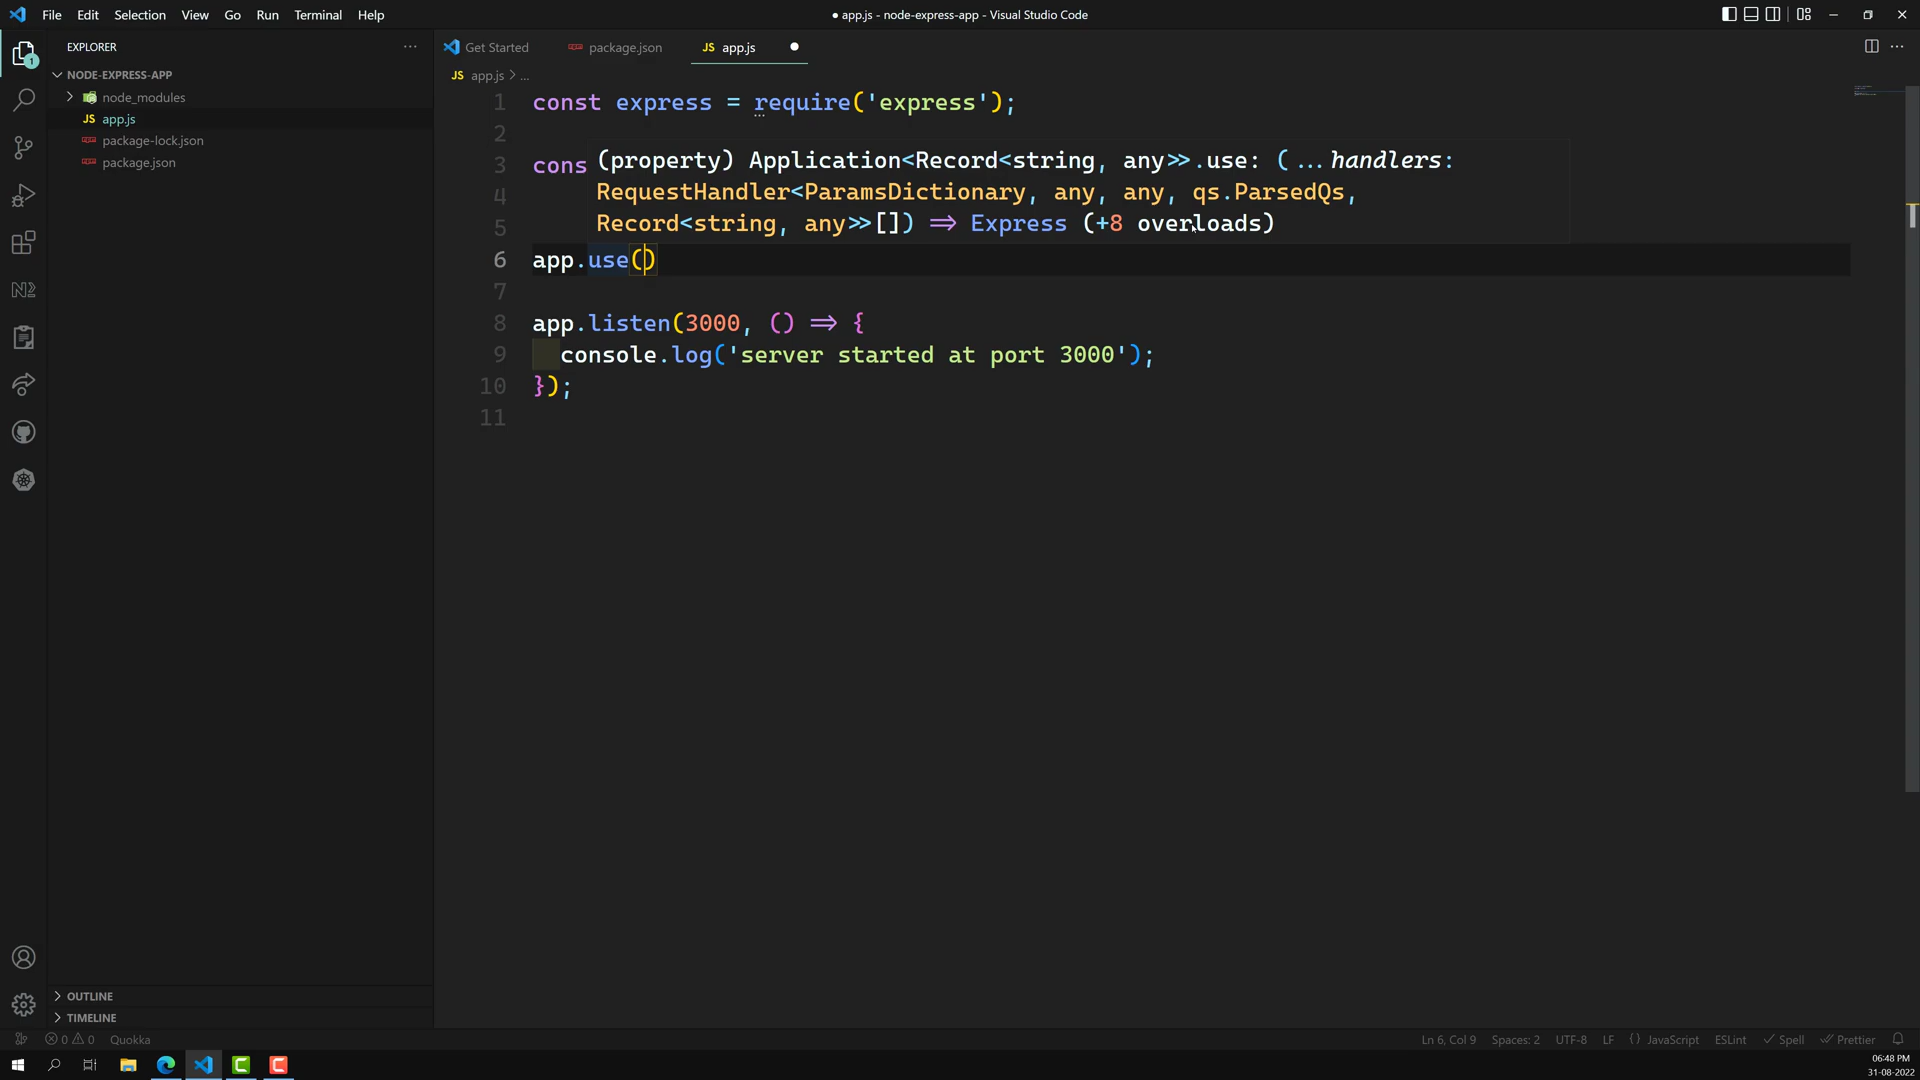 File Edit Selection View Go Run Terminal Help
● app.js - node-express-app - Visual Studio Code
EXPLORER
NODE-EXPRESS-APP
node_modules
JS app.js
package-lock.json
package.json
1
Get Started
package.json
JS app.js
JS app.js > ...
1 const express = require('express');
2
3 cons
(property) Application<Record<string, any>>.use: (...handlers:
4
RequestHandler<ParamsDictionary, any, any, qs.ParsedQs,
5
Record<string, any>>[]) => Express (+8 overloads)
6 app.use()
7
8 app.listen(3000, () => {
9 console.log('server started at port 3000');
10 });
11
OUTLINE
TIMELINE
0 0 Quokka
Ln 6, Col 9 Spaces: 2 UTF-8 LF {} JavaScript ESLint Spell Prettier
06:48 PM
31-08-2022